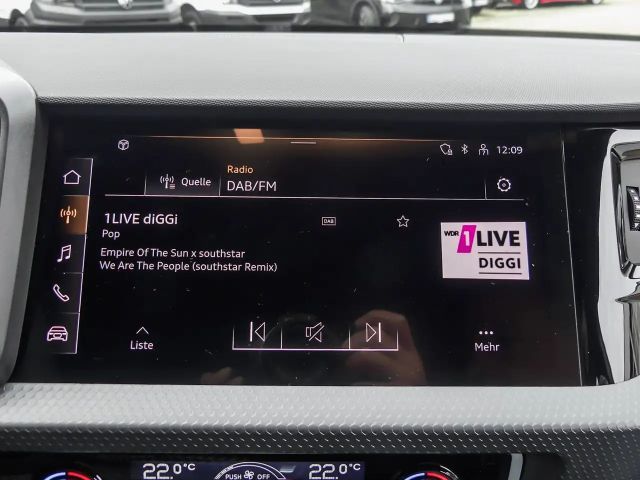 12:09
Radio
Quelle
DAB/FM
1LIVE diGGi
DAB
Pop
Empire Of The Sun x southstar
We Are The People (southstar Remix)
WDR 1LIVE
DIGGI
Liste
Mehr
22.0°C
PUSH OFF
22.0°C